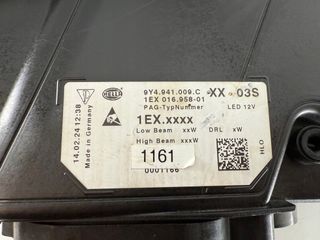 HELLA
9Y4.941.009.C XX 03S
1EX 016.958-01
PAG-TypNummer LED 12V
1EX.xxxx
Low Beam xxW DRL xW
High Beam xxxW
HLO
1161
0001166
14.02.24 12:38
Made in Germany